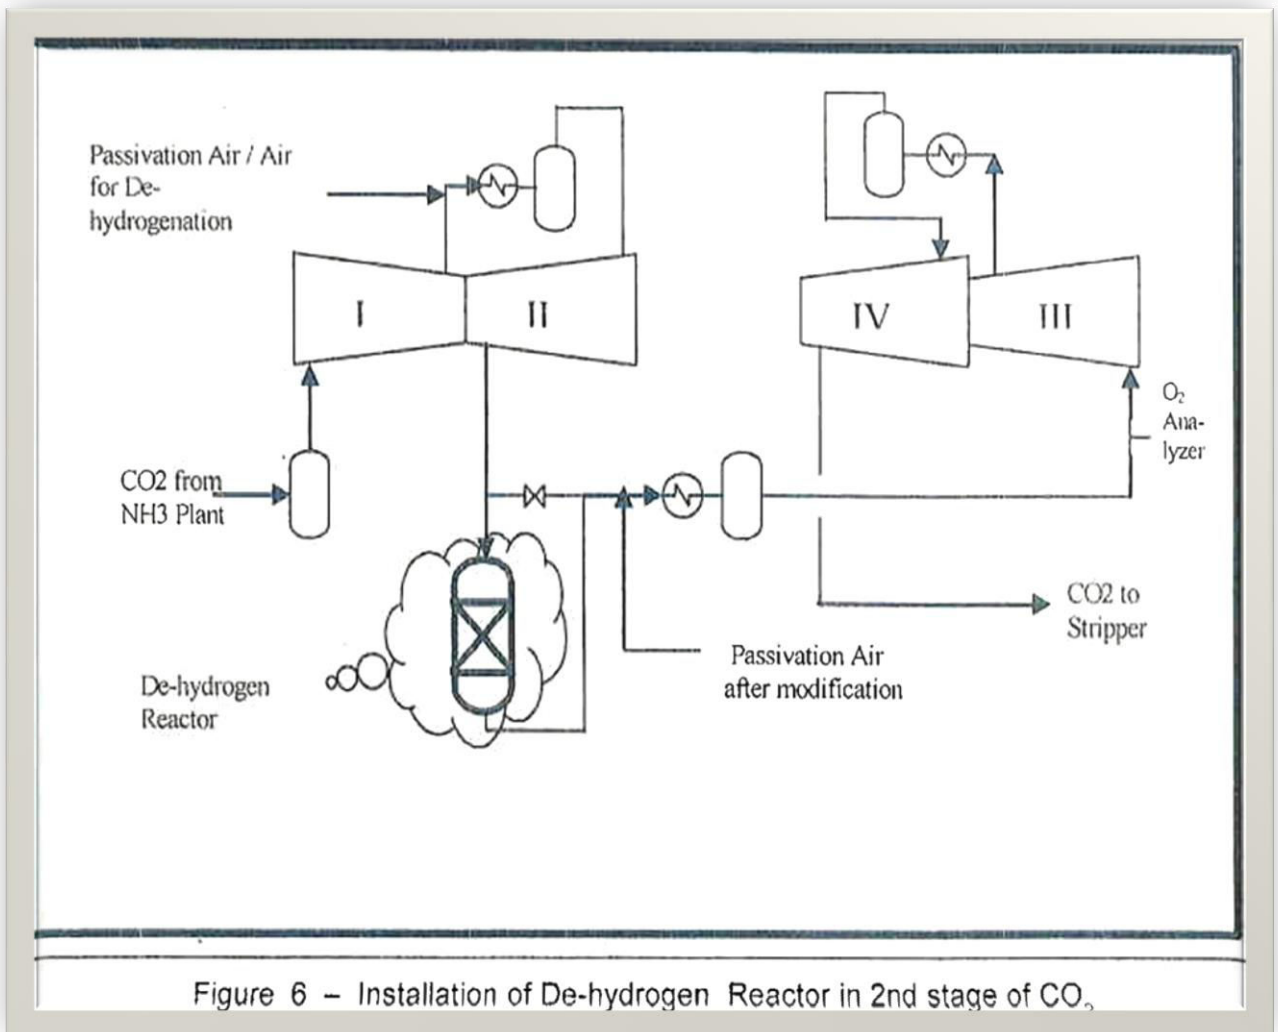 Passivation Air / Air
for De-
hydrogenation
I
II
IV
III
O₂
Ana-
lyzer
CO2 from
NH3 Plant
CO2 to
Stripper
Passivation Air
after modification
De-hydrogen
Reactor
Figure 6 – Installation of De-hydrogen Reactor in 2nd stage of CO₂